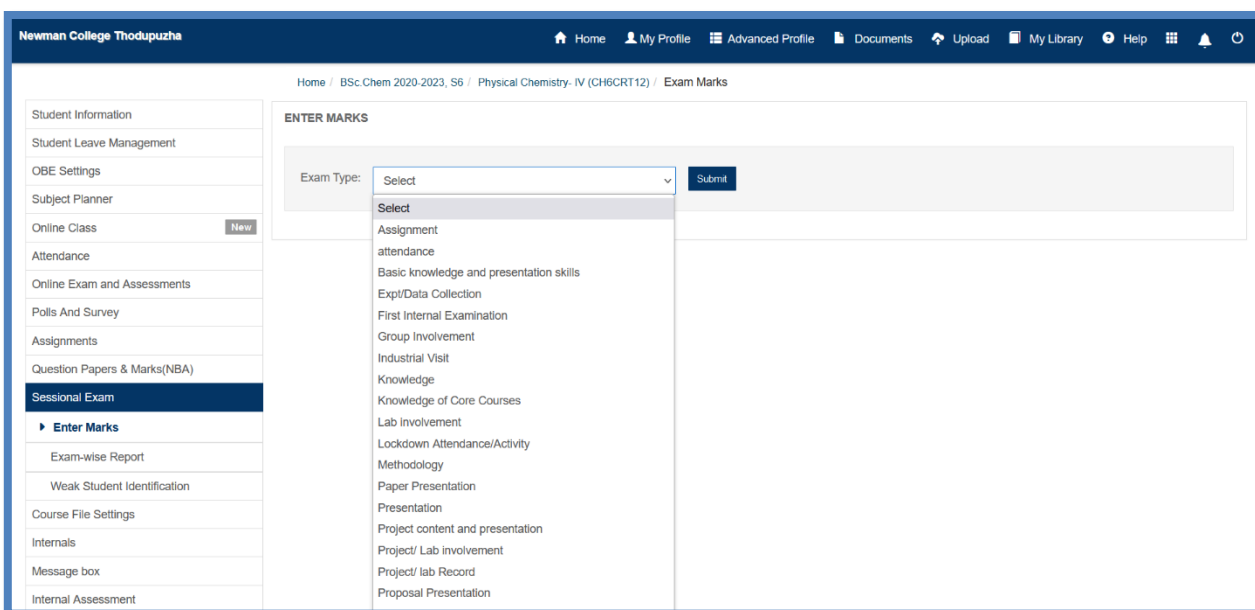 Newman College Thodupuzha
Home My Profile Advanced Profile Documents Upload My Library Help
Home / BSc.Chem 2020-2023, S6 / Physical Chemistry- IV (CH6CRT12) / Exam Marks
Student Information
Student Leave Management
OBE Settings
Subject Planner
Online Class New
Attendance
Online Exam and Assessments
Polls And Survey
Assignments
Question Papers & Marks(NBA)
Sessional Exam
Enter Marks
Exam-wise Report
Weak Student Identification
Course File Settings
Internals
Message box
Internal Assessment
ENTER MARKS
Exam Type: Select Submit
Select
Assignment
attendance
Basic knowledge and presentation skills
Expt/Data Collection
First Internal Examination
Group Involvement
Industrial Visit
Knowledge
Knowledge of Core Courses
Lab involvement
Lockdown Attendance/Activity
Methodology
Paper Presentation
Presentation
Project content and presentation
Project/ Lab involvement
Project/ lab Record
Proposal Presentation